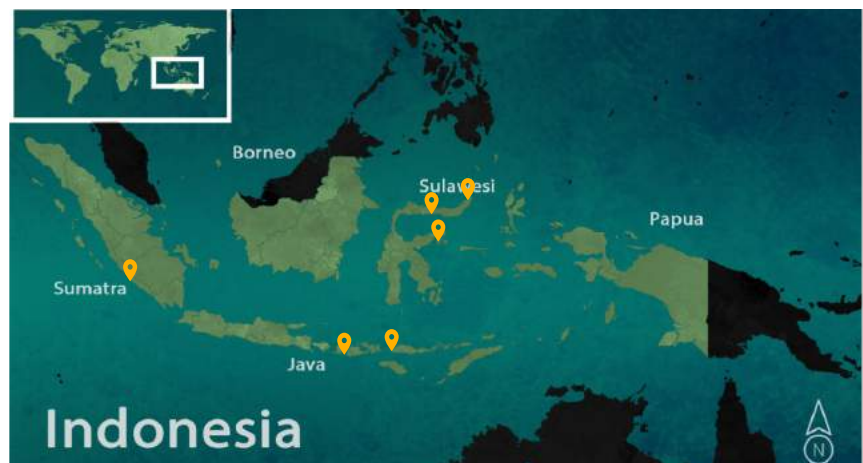 Borneo
Sulawesi
Papua
Sumatra
Java
Indonesia
N